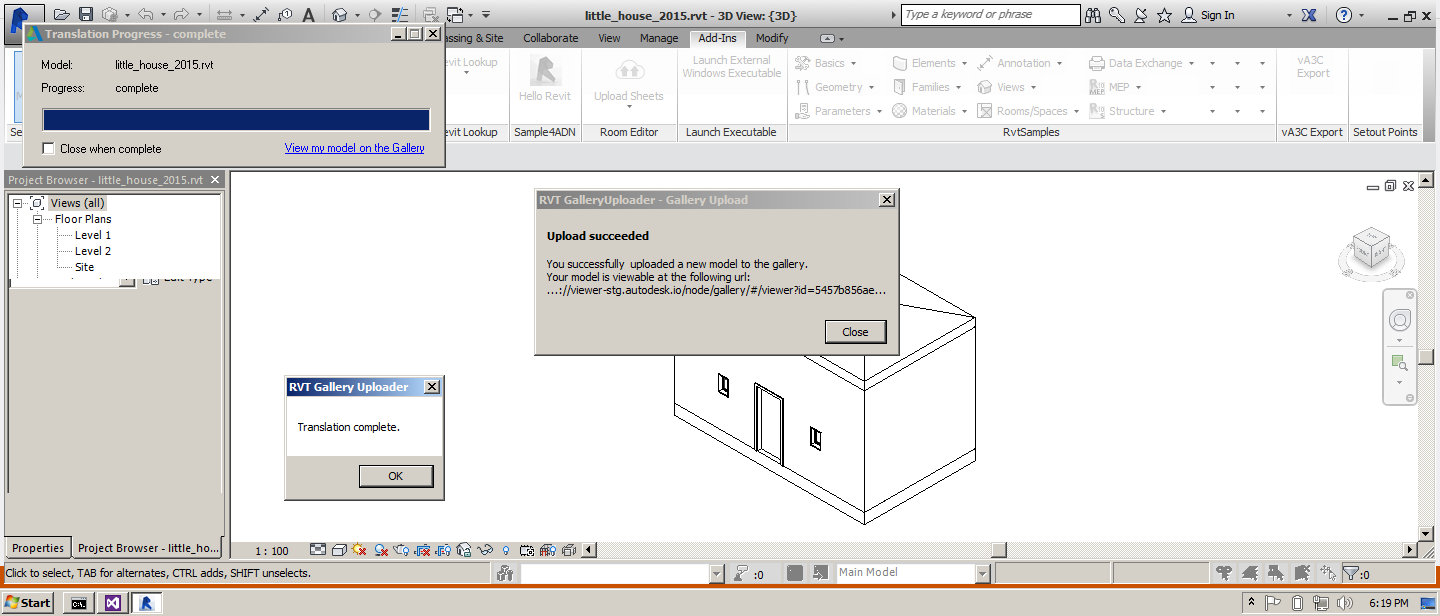 little_house_2015.rvt - 3D View: {3D}
Type a keyword or phrase
Sign In
Translation Progress - complete
Model: little_house_2015.rvt
Progress: complete
Close when complete
View my model on the Gallery
assing & Site Collaborate View Manage Add-Ins Modify
evit Lookup
Hello Revit
Upload Sheets
Launch External
Windows Executable
Basics
Elements
Annotation
Data Exchange
Geometry
Families
Views
MEP
Parameters
Materials
Rooms/Spaces
Structure
vA3C
Export
Se
evit Lookup Sample4ADN Room Editor Launch Executable RvtSamples vA3C Export Setout Points
Project Browser - little_house_2015.rvt
Views (all)
Floor Plans
Level 1
Level 2
Site
Edit Type
RVT GalleryUploader - Gallery Upload
Upload succeeded
You successfully uploaded a new model to the gallery.
Your model is viewable at the following url:
...://viewer-stg.autodesk.io/node/gallery/#/viewer?id=5457b856ae...
Close
RVT Gallery Uploader
Translation complete.
OK
Properties Project Browser - little_ho...
1 : 100
Click to select, TAB for alternates, CTRL adds, SHIFT unselects.
:0
Main Model
:0
Start
6:19 PM